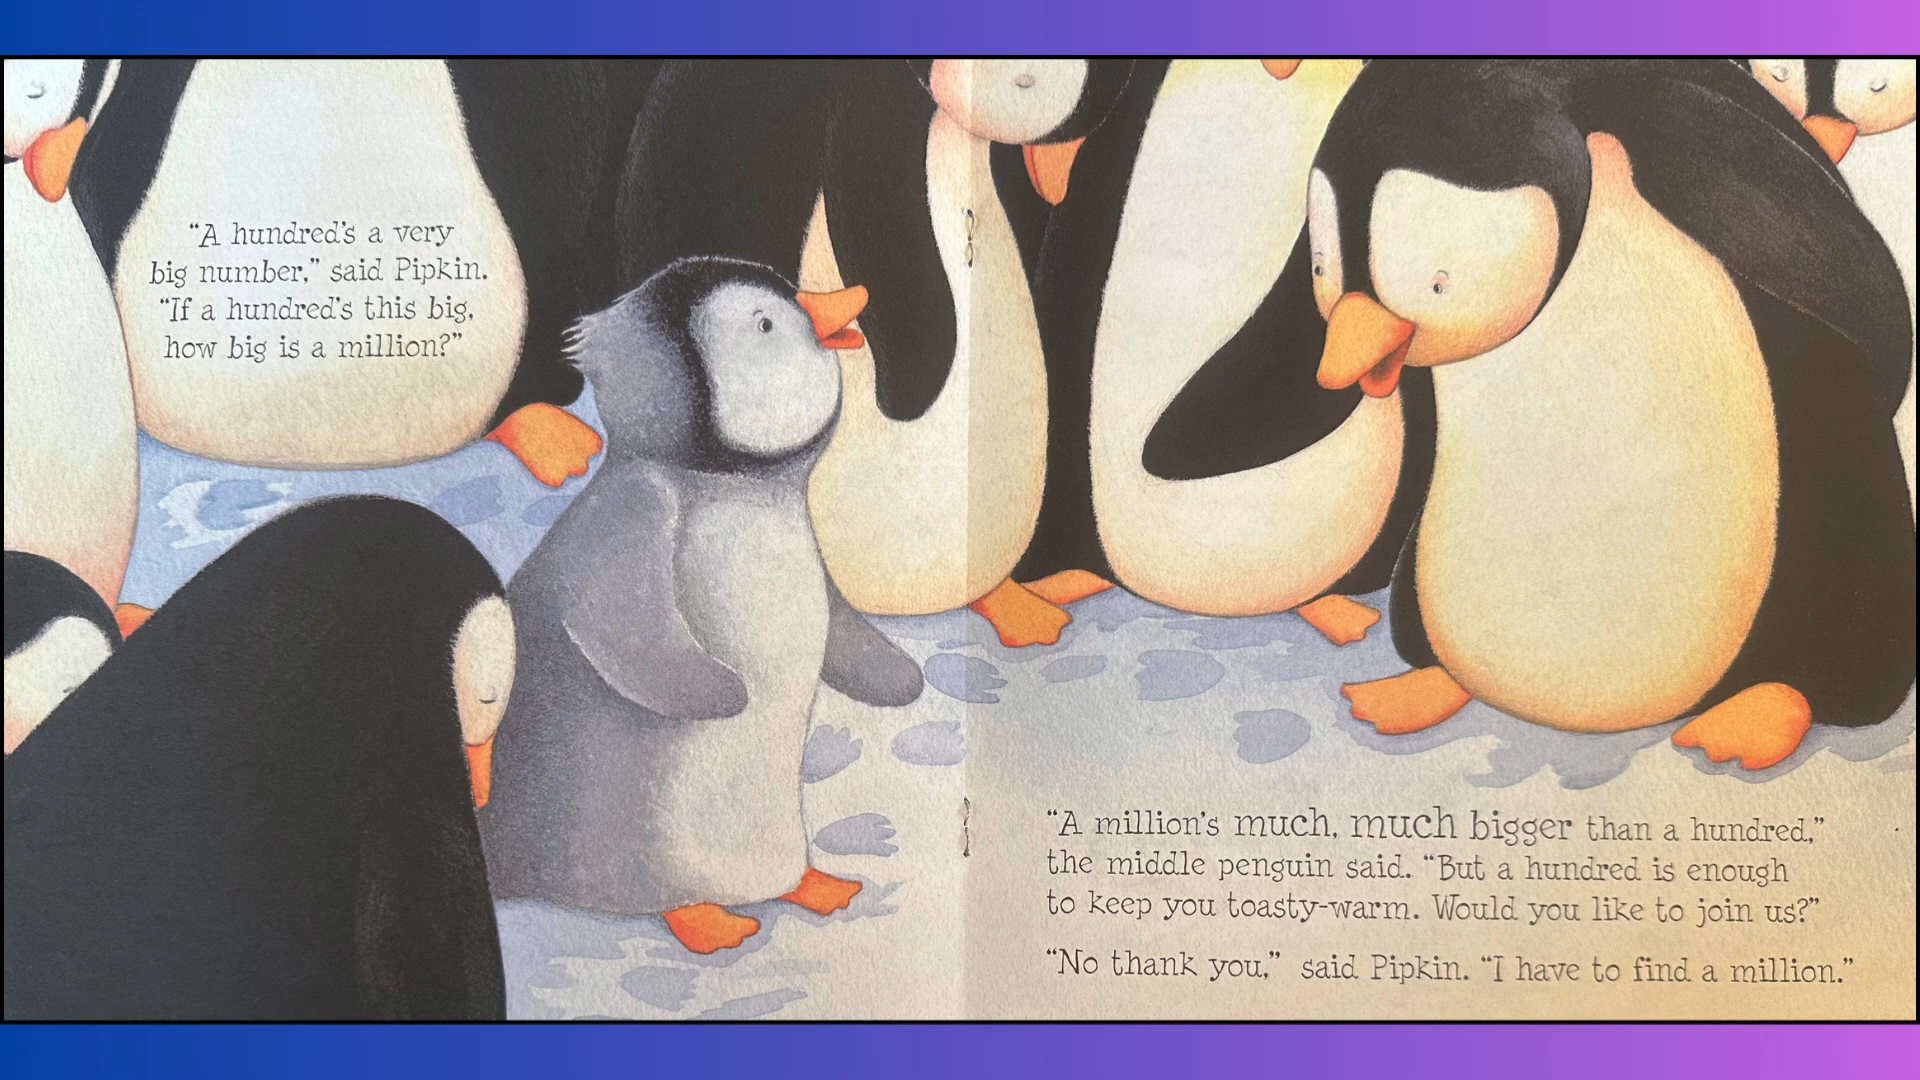 “A hundred’s a very
big number,” said Pipkin.
“If a hundred’s this big,
how big is a million?”
“A million’s much, much bigger than a hundred,”
the middle penguin said. “But a hundred is enough
to keep you toasty-warm. Would you like to join us?”
“No thank you,” said Pipkin. “I have to find a million.”